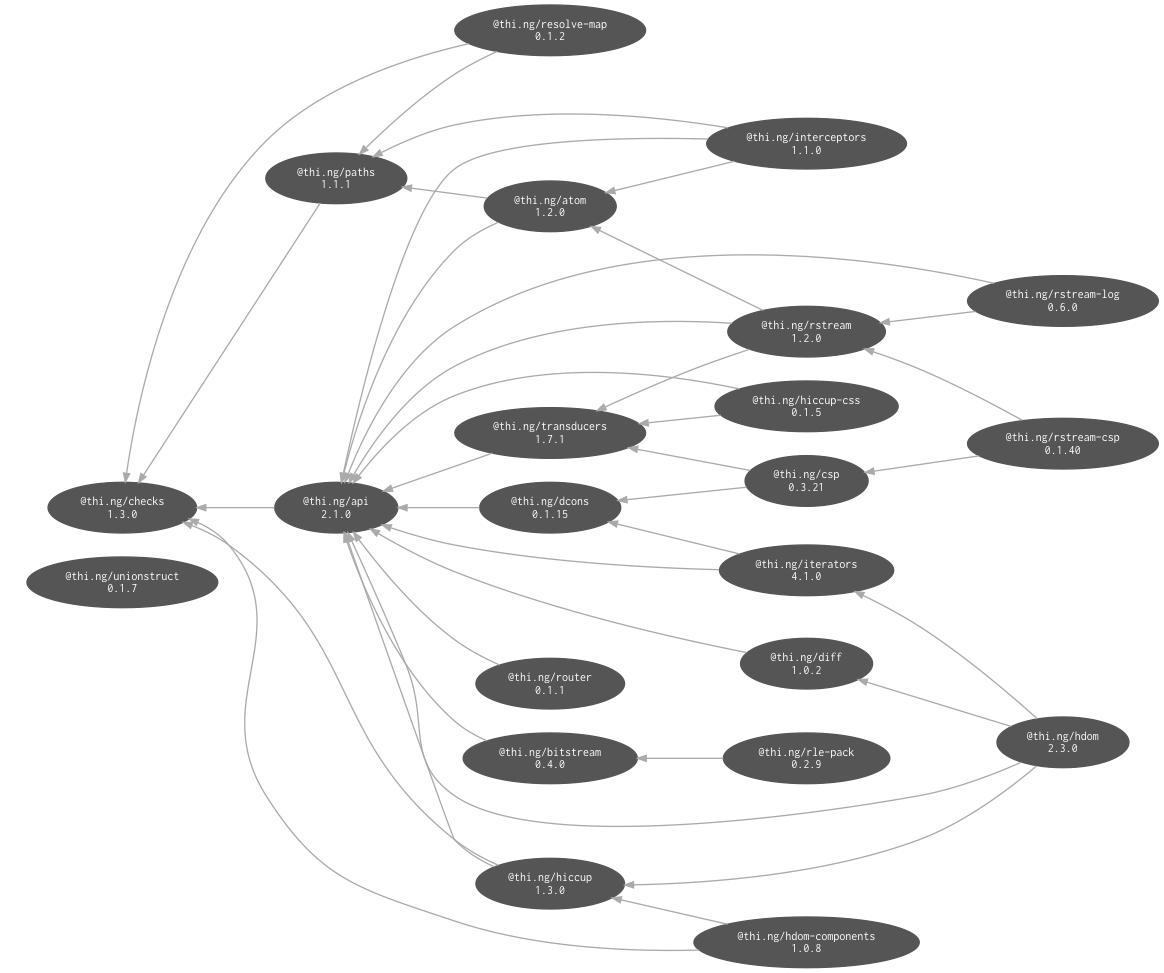 @thi.ng/resolve-map
0.1.2
@thi.ng/interceptors
1.1.0
@thi.ng/paths
1.1.1
@thi.ng/atom
1.2.0
@thi.ng/rstream-log
0.6.0
@thi.ng/rstream
1.2.0
@thi.ng/hiccup-css
0.1.5
@thi.ng/transducers
1.7.1
@thi.ng/rstream-csp
0.1.40
@thi.ng/csp
0.3.21
@thi.ng/checks
1.3.0
@thi.ng/api
2.1.0
@thi.ng/dcons
0.1.15
@thi.ng/unionstruct
0.1.7
@thi.ng/iterators
4.1.0
@thi.ng/diff
1.0.2
@thi.ng/router
0.1.1
@thi.ng/hdom
2.3.0
@thi.ng/bitstream
0.4.0
@thi.ng/rle-pack
0.2.9
@thi.ng/hiccup
1.3.0
@thi.ng/hdom-components
1.0.8